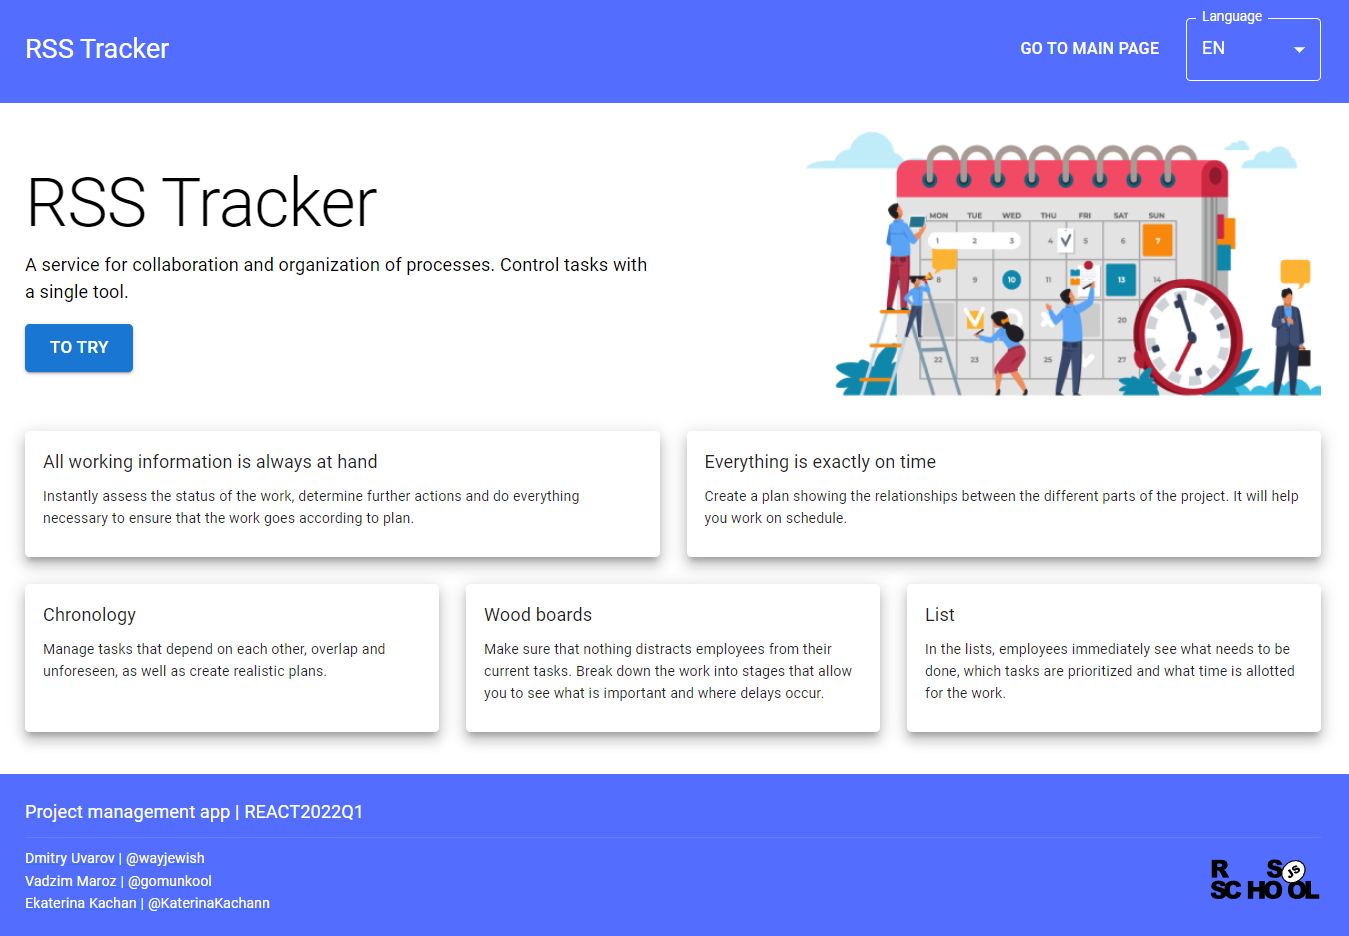 RSS Tracker
GO TO MAIN PAGE
Language
EN
RSS Tracker
A service for collaboration and organization of processes. Control tasks with
a single tool.
TO TRY
MON TUE WED THU FRI SAT SUN
1 2 3 4 5 6 7
8 9 10 11 13 14
20
22 23 25 27
All working information is always at hand
Instantly assess the status of the work, determine further actions and do everything
necessary to ensure that the work goes according to plan.
Everything is exactly on time
Create a plan showing the relationships between the different parts of the project. It will help
you work on schedule.
Chronology
Manage tasks that depend on each other, overlap and
unforeseen, as well as create realistic plans.
Wood boards
Make sure that nothing distracts employees from their
current tasks. Break down the work into stages that allow
you to see what is important and where delays occur.
List
In the lists, employees immediately see what needs to be
done, which tasks are prioritized and what time is allotted
for the work.
Project management app | REACT2022Q1
Dmitry Uvarov | @wayjewish
Vadzim Maroz | @gomunkool
Ekaterina Kachan | @KaterinaKachann
R S JS
SCHOOL